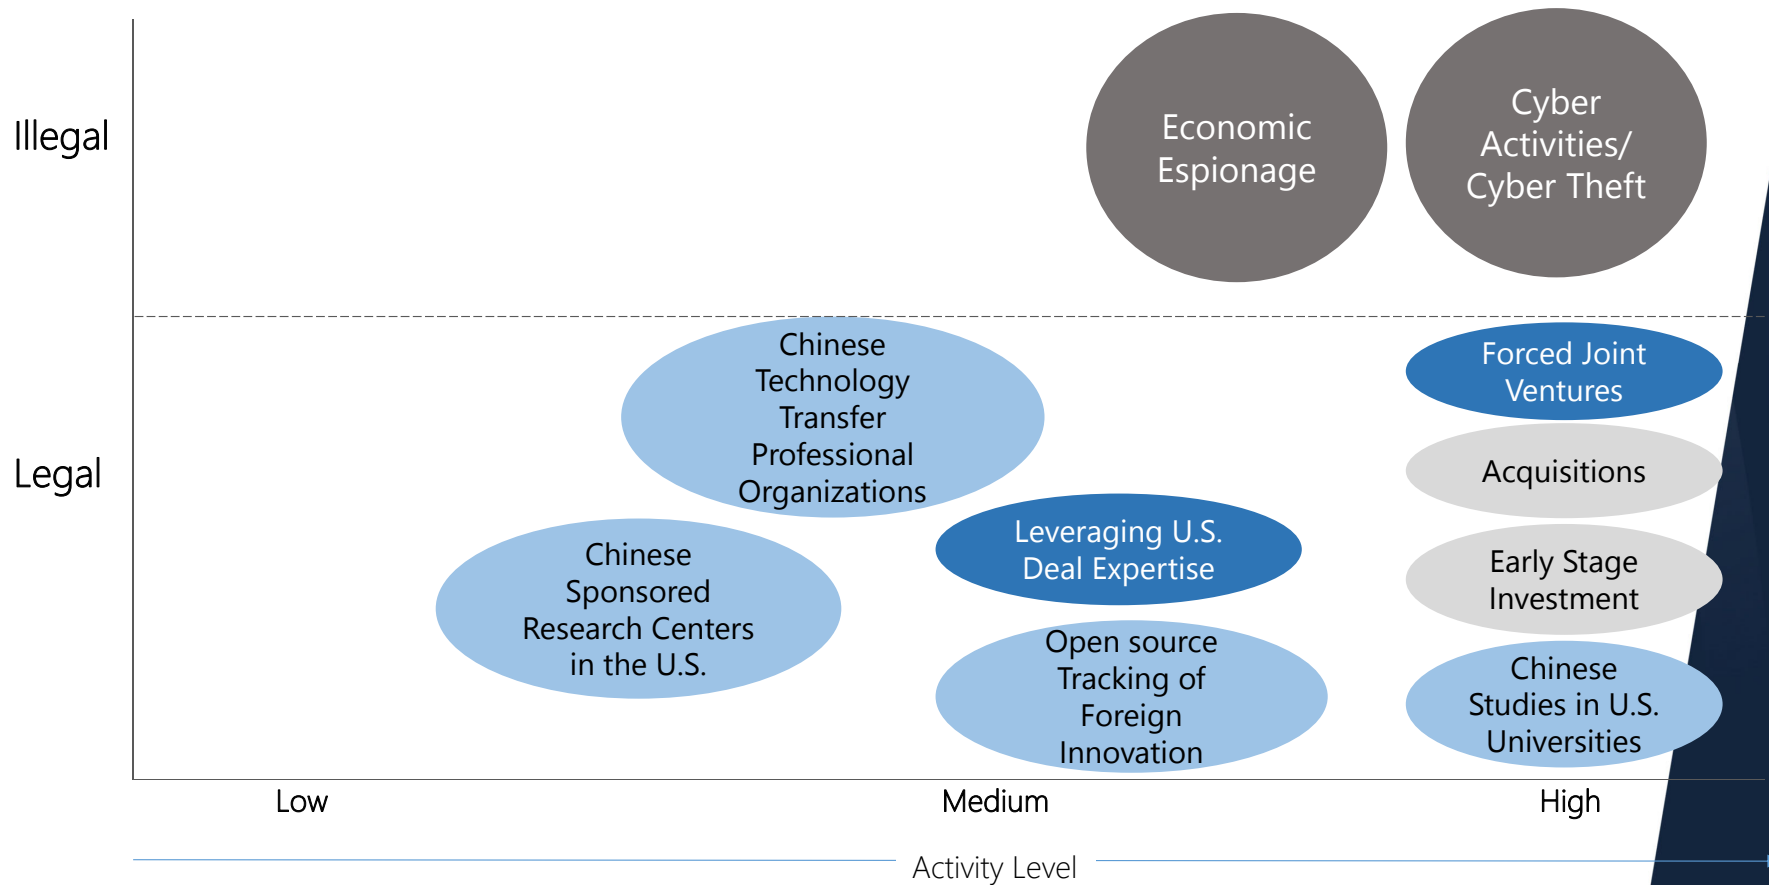 Illegal
Economic
Espionage
Cyber
Activities/
Cyber Theft
Legal
Chinese
Technology
Transfer
Professional
Organizations
Forced Joint
Ventures
Acquisitions
Leveraging U.S.
Deal Expertise
Chinese
Sponsored
Research Centers
in the U.S.
Early Stage
Investment
Open source
Tracking of
Foreign
Innovation
Chinese
Studies in U.S.
Universities
Low
Medium
High
Activity Level